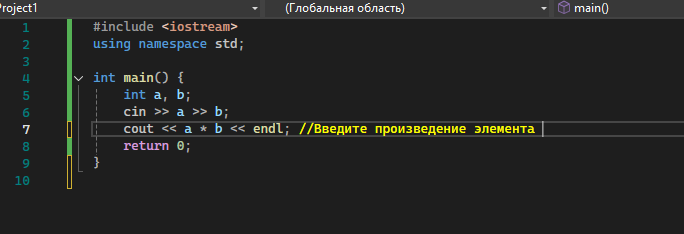 Project1 (Глобальная область) main()
1 #include <iostream>
2 using namespace std;
3
4 int main() {
5 int a, b;
6 cin >> a >> b;
7 cout << a * b << endl; //Введите произведение элемента
8 return 0;
9 }
10